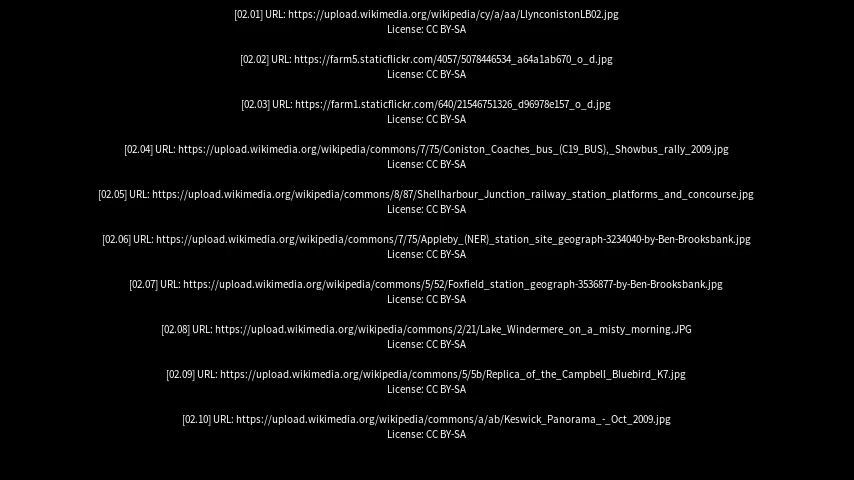 [02.01] URL: https://upload.wikimedia.org/wikipedia/cy/a/aa/LlynconistonLB02.jpg
License: CC BY-SA
[02.02] URL: https://farm5.staticflickr.com/4057/5078446534_a64a1ab670_o_d.jpg
License: CC BY-SA
[02.03] URL: https://farm1.staticflickr.com/640/21546751326_d96978e157_o_d.jpg
License: CC BY-SA
[02.04] URL: https://upload.wikimedia.org/wikipedia/commons/7/75/Coniston_Coaches_bus_(C19_BUS),_Showbus_rally_2009.jpg
License: CC BY-SA
[02.05] URL: https://upload.wikimedia.org/wikipedia/commons/8/87/Shellharbour_Junction_railway_station_platforms_and_concourse.jpg
License: CC BY-SA
[02.06] URL: https://upload.wikimedia.org/wikipedia/commons/7/75/Appleby_(NER)_station_site_geograph-3234040-by-Ben-Brooksbank.jpg
License: CC BY-SA
[02.07] URL: https://upload.wikimedia.org/wikipedia/commons/5/52/Foxfield_station_geograph-3536877-by-Ben-Brooksbank.jpg
License: CC BY-SA
[02.08] URL: https://upload.wikimedia.org/wikipedia/commons/2/21/Lake_Windermere_on_a_misty_morning.JPG
License: CC BY-SA
[02.09] URL: https://upload.wikimedia.org/wikipedia/commons/5/5b/Replica_of_the_Campbell_Bluebird_K7.jpg
License: CC BY-SA
[02.10] URL: https://upload.wikimedia.org/wikipedia/commons/a/ab/Keswick_Panorama_-_Oct_2009.jpg
License: CC BY-SA